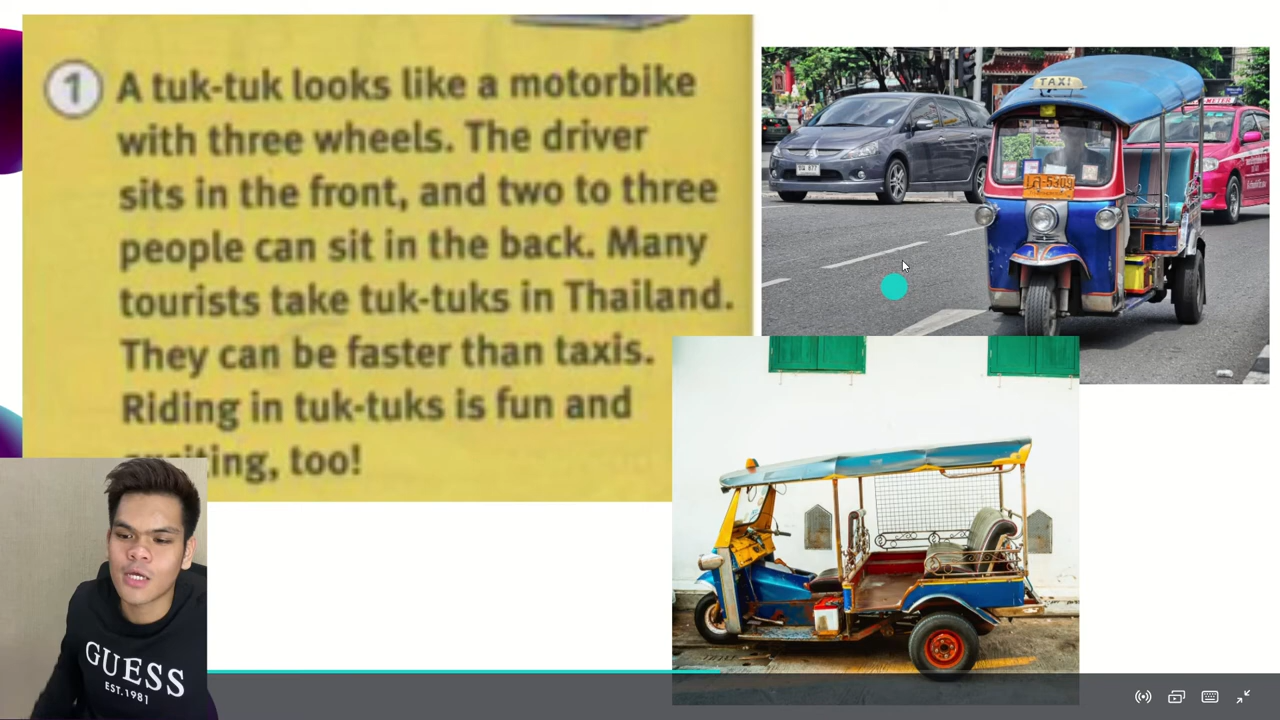 1 A tuk-tuk looks like a motorbike
with three wheels. The driver
sits in the front, and two to three
people can sit in the back. Many
tourists take tuk-tuks in Thailand.
They can be faster than taxis.
Riding in tuk-tuks is fun and
exciting, too!
TAXI
METER
GUESS
EST.1981